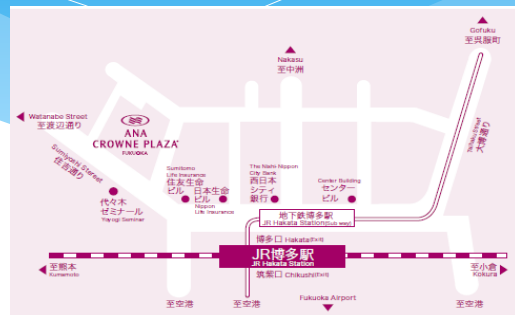 Gofuku
至呉服町
Nakasu
至中洲
Watanabe Street
至渡辺通り
ANA
CROWNE PLAZA
FUKUOKA
Sumiyoshi Street
住吉通り
大博通り
Sumitomo
Life Insurance
住友生命
ビル
日本生命
ビル
Nippon
Life Insurance
The Nishi Nippon
City Bank
西日本
シティ
銀行
Center Building
センター
ビル
代々木
ゼミナール
Yoyogi Seminar
地下鉄博多駅
JR Hakata Station(Sub way)
博多口 Hakata(Exit)
JR博多駅
JR Hakata Station
筑紫口 Chikushi(Exit)
至熊本
Kumamoto
至小倉
Kokura
至空港
至空港
至空港
Fukuoka Airport